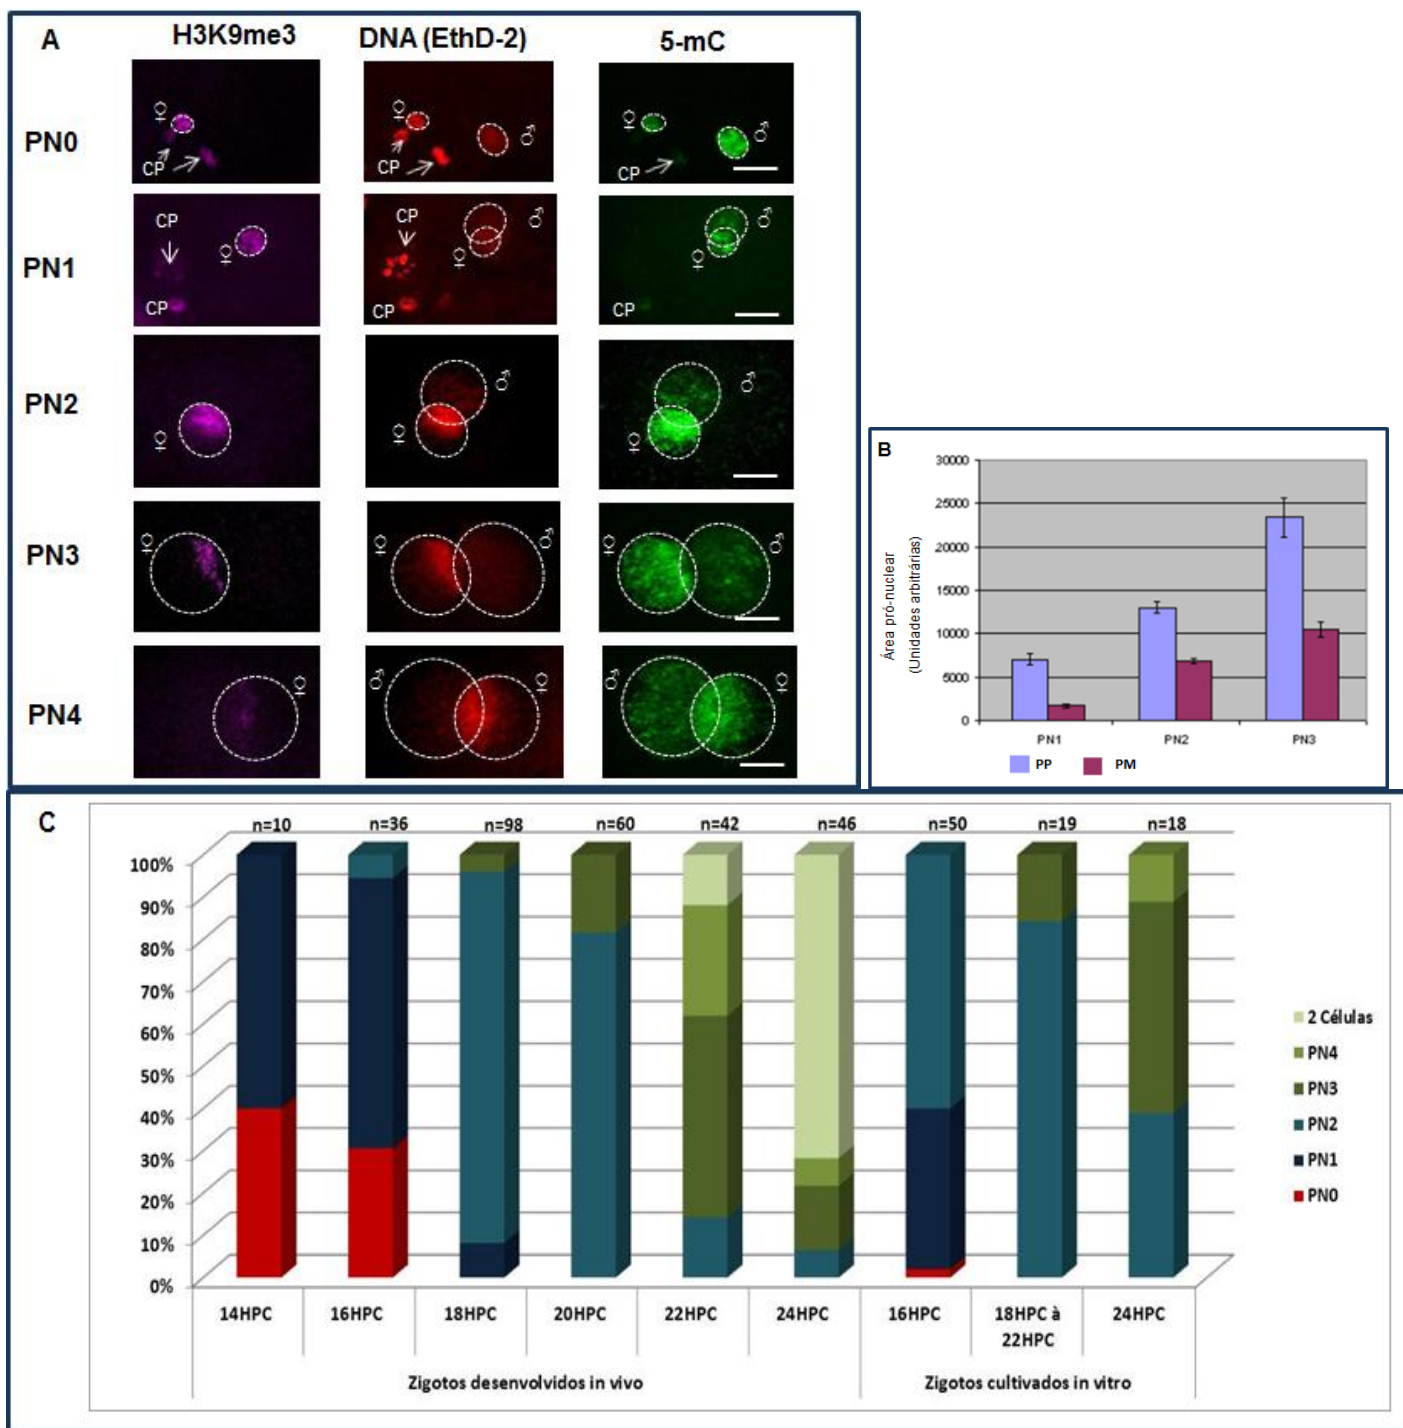 A
H3K9me3 DNA (EthD-2) 5-mC
PN0
♀ ♀ ♂ ♀ ♂
CP CP CP
PN1
CP CP ♂ ♂
♀ ♀ ♀
CP CP CP
PN2
♂ ♂
♀ ♀ ♀
PN3
♀ ♀ ♂ ♀ ♂
PN4
♀ ♂ ♀ ♂ ♀
B
Área pró-nuclear
(Unidades arbitrárias)
30000
25000
20000
15000
10000
5000
0
PN1 PN2 PN3
PP PM
C
n=10 n=36 n=98 n=60 n=42 n=46 n=50 n=19 n=18
100%
90%
80%
70%
60%
50%
40%
30%
20%
10%
0%
2 Células
PN4
PN3
PN2
PN1
PN0
14HPC 16HPC 18HPC 20HPC 22HPC 24HPC 16HPC 18HPC à 24HPC
22HPC
Zigotos desenvolvidos in vivo Zigotos cultivados in vitro